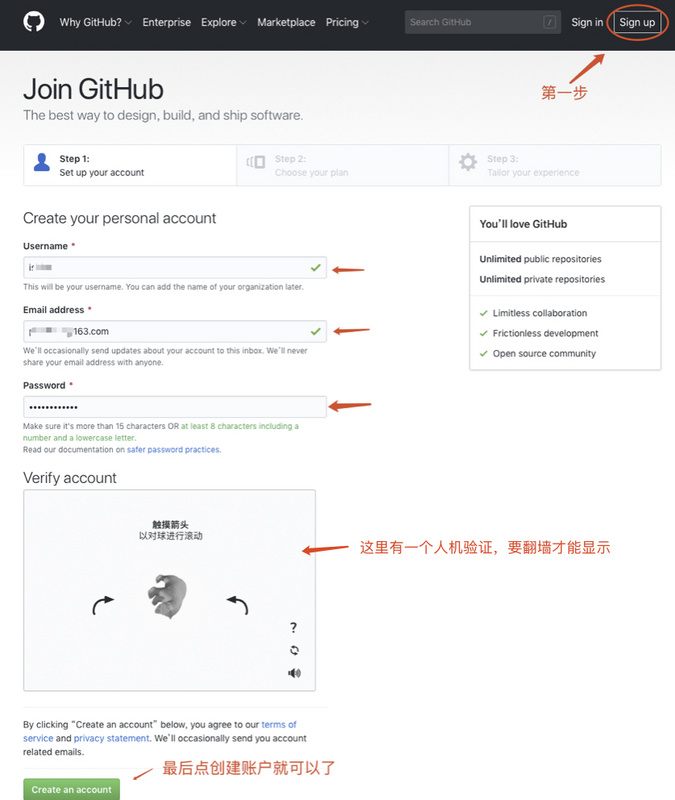 Why GitHub? Enterprise Explore Marketplace Pricing Search GitHub / Sign in Sign up
第一步
Join GitHub
The best way to design, build, and ship software.
Step 1:
Set up your account
Step 2:
Choose your plan
Step 3:
Tailor your experience
Create your personal account
Username *
This will be your username. You can add the name of your organization later.
Email address *
163.com
We'll occasionally send updates about your account to this inbox. We'll never
share your email address with anyone.
Password *
••••••••••••
Make sure it's more than 15 characters OR at least 8 characters including a
number and a lowercase letter.
Read our documentation on safer password practices.
You'll love GitHub
Unlimited public repositories
Unlimited private repositories
Limitless collaboration
Frictionless development
Open source community
Verify account
触摸箭头
以对球进行滚动
?
这里有一个人机验证，要翻墙才能显示
By clicking "Create an account" below, you agree to our terms of
service and privacy statement. We'll occasionally send you account
related emails.
Create an account
最后点创建账户就可以了